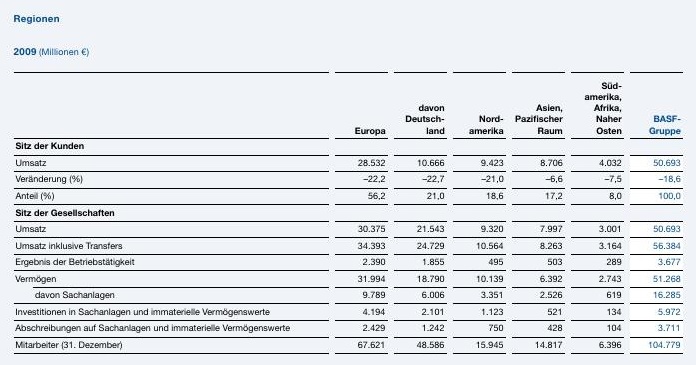 Regionen
2009 (Millionen €)
Europa davon Deutsch- land Nord- amerika Asien, Pazifischer Raum Süd- amerika, Afrika, Naher Osten BASF- Gruppe
Sitz der Kunden
Umsatz 28.532 10.666 9.423 8.706 4.032 50.693
Veränderung (%) –22,2 –22,7 –21,0 –6,6 –7,5 –18,6
Anteil (%) 56,2 21,0 18,6 17,2 8,0 100,0
Sitz der Gesellschaften
Umsatz 30.375 21.543 9.320 7.997 3.001 50.693
Umsatz inklusive Transfers 34.393 24.729 10.564 8.263 3.164 56.384
Ergebnis der Betriebstätigkeit 2.390 1.855 495 503 289 3.677
Vermögen 31.994 18.790 10.139 6.392 2.743 51.268
davon Sachanlagen 9.789 6.006 3.351 2.526 619 16.285
Investitionen in Sachanlagen und immaterielle Vermögenswerte 4.194 2.101 1.123 521 134 5.972
Abschreibungen auf Sachanlagen und immaterielle Vermögenswerte 2.429 1.242 750 428 104 3.711
Mitarbeiter (31. Dezember) 67.621 48.586 15.945 14.817 6.396 104.779